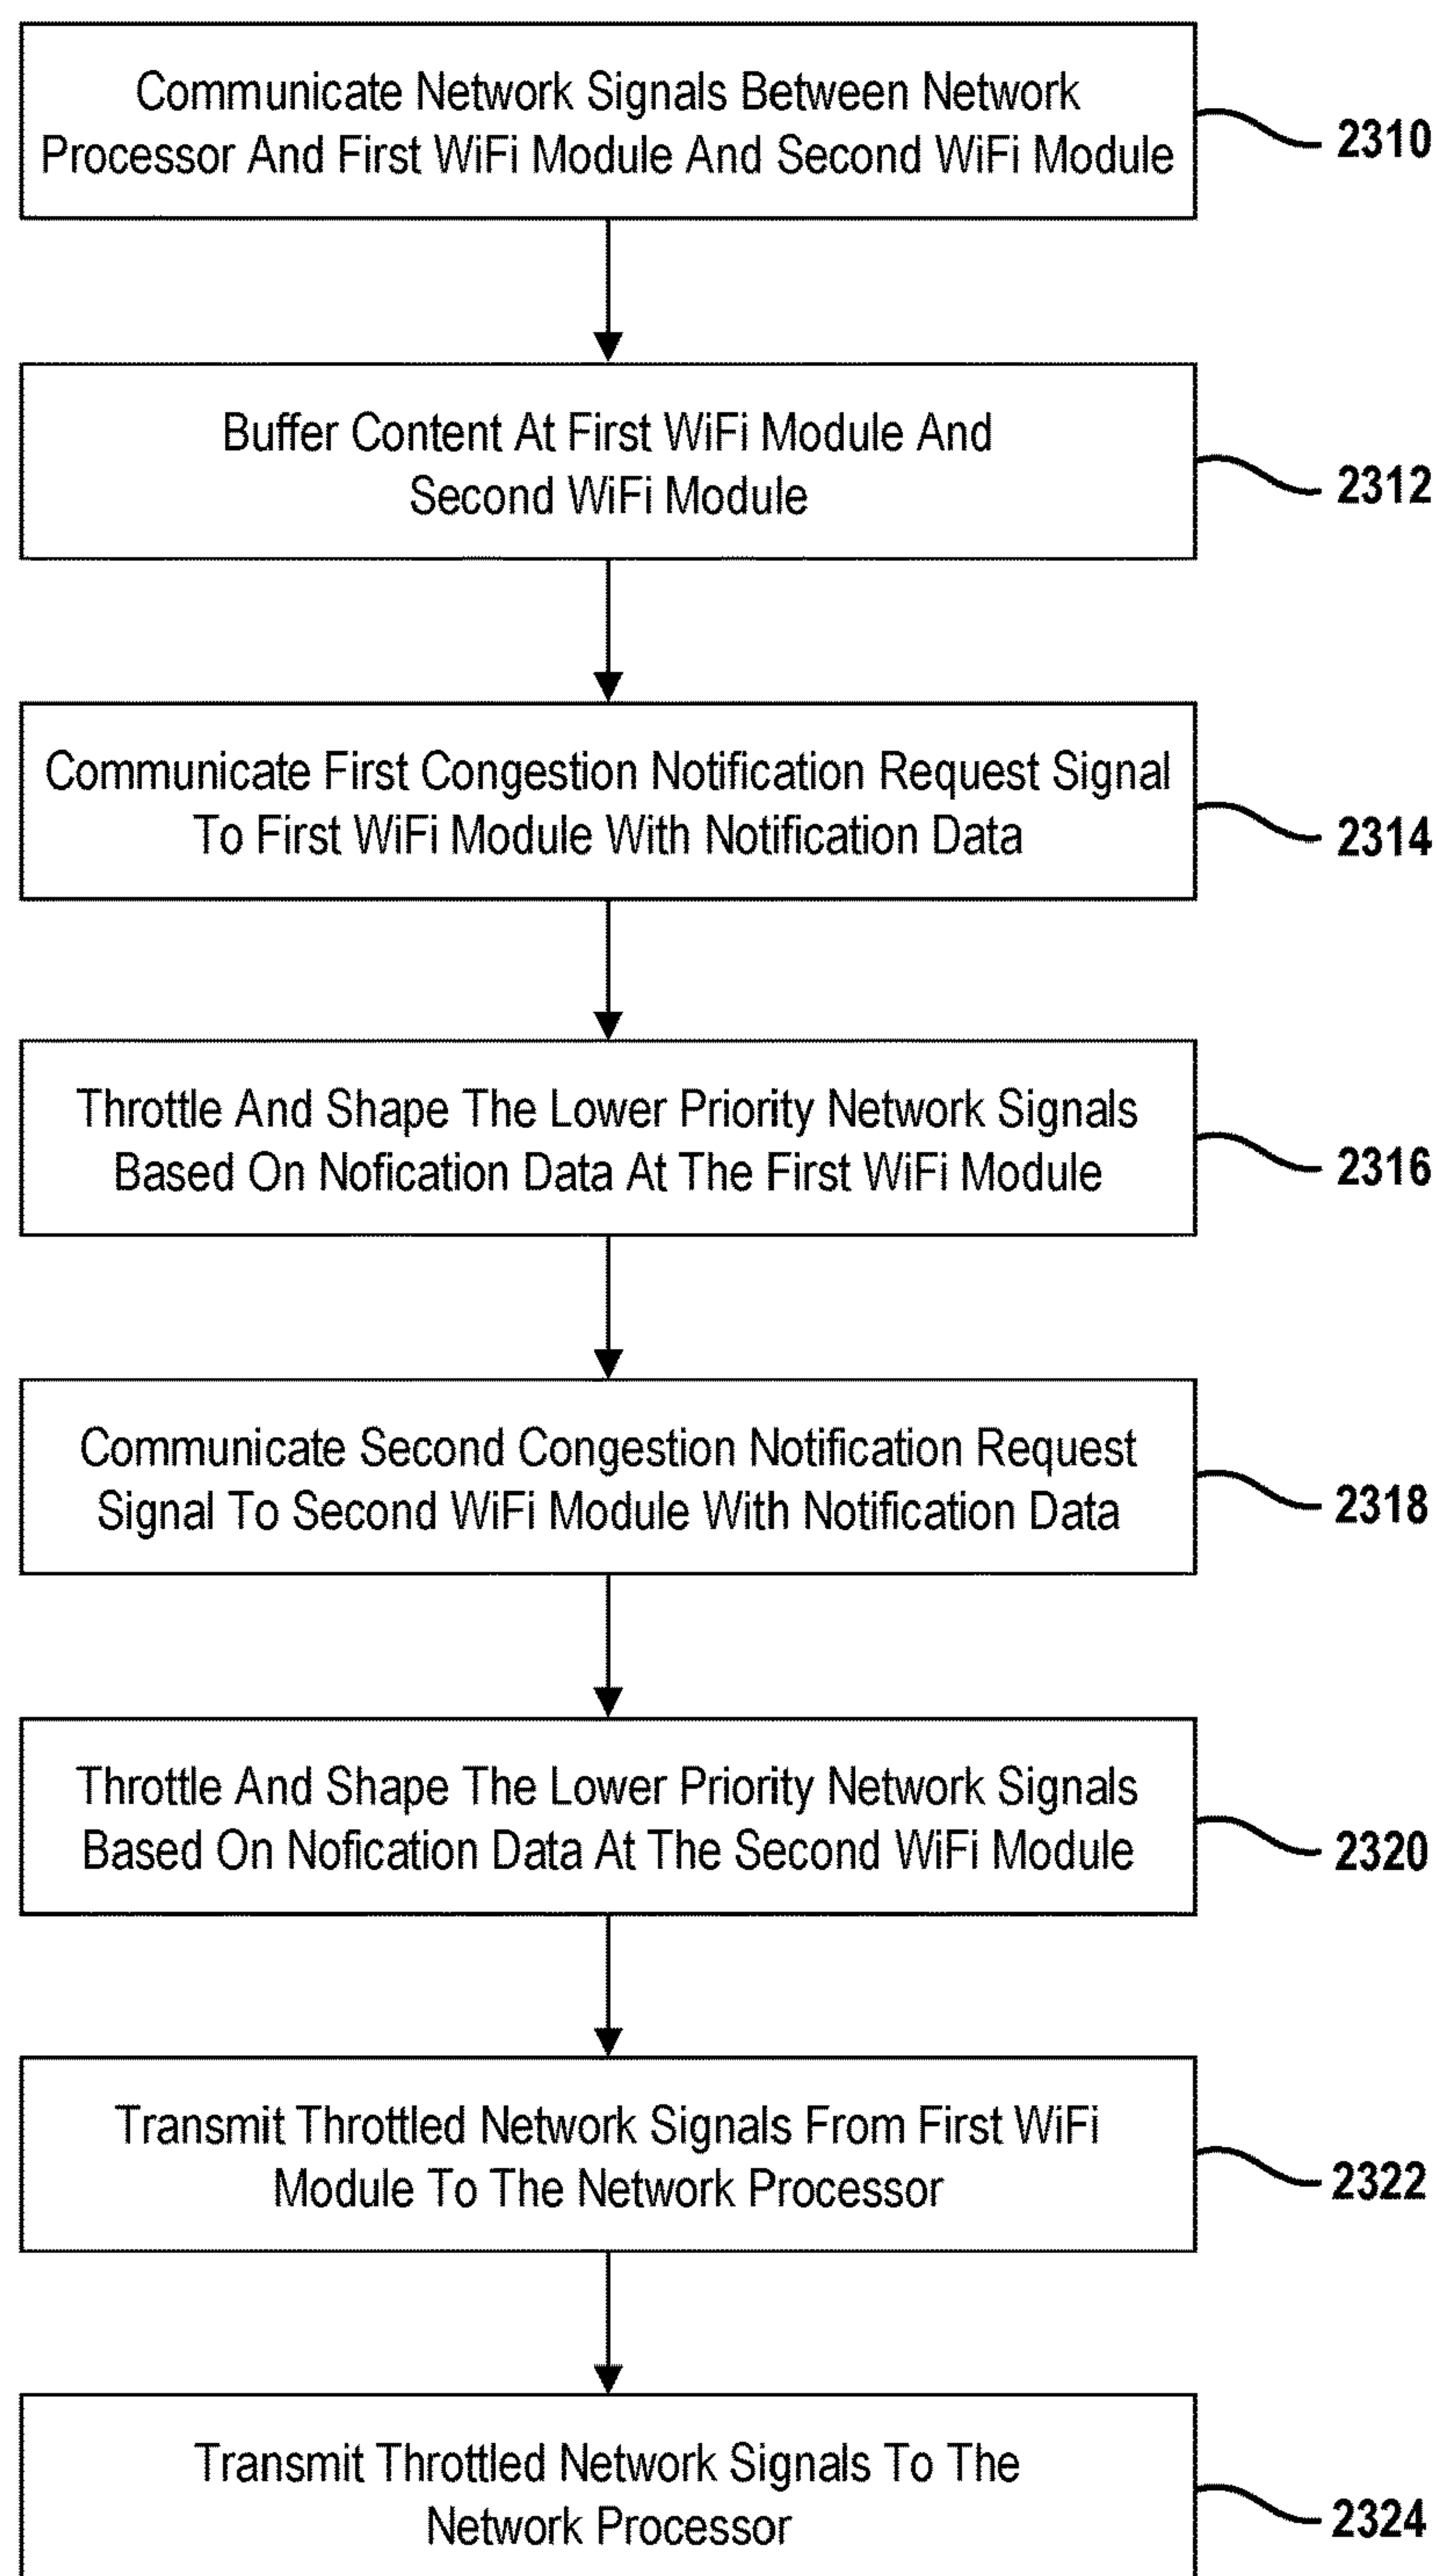 Communicate Network Signals Between Network
Processor And First WiFi Module And Second WiFi Module
2310
Buffer Content At First WiFi Module And
Second WiFi Module
2312
Communicate First Congestion Notification Request Signal
To First WiFi Module With Notification Data
2314
Throttle And Shape The Lower Priority Network Signals
Based On Nofication Data At The First WiFi Module
2316
Communicate Second Congestion Notification Request
Signal To Second WiFi Module With Notification Data
2318
Throttle And Shape The Lower Priority Network Signals
Based On Nofication Data At The Second WiFi Module
2320
Transmit Throttled Network Signals From First WiFi
Module To The Network Processor
2322
Transmit Throttled Network Signals To The
Network Processor
2324